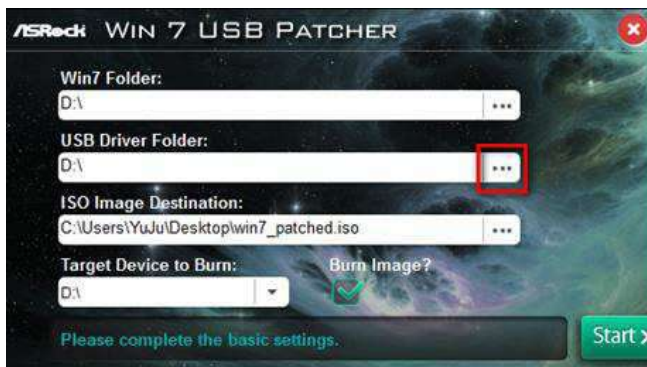 ASRock WIN 7 USB PATCHER
Win7 Folder:
D:\
...
USB Driver Folder:
D:\
...
ISO Image Destination:
C:\Users\YuJu\Desktop\win7_patched.iso
...
Target Device to Burn: Burn Image?
D:\
Please complete the basic settings.
Start